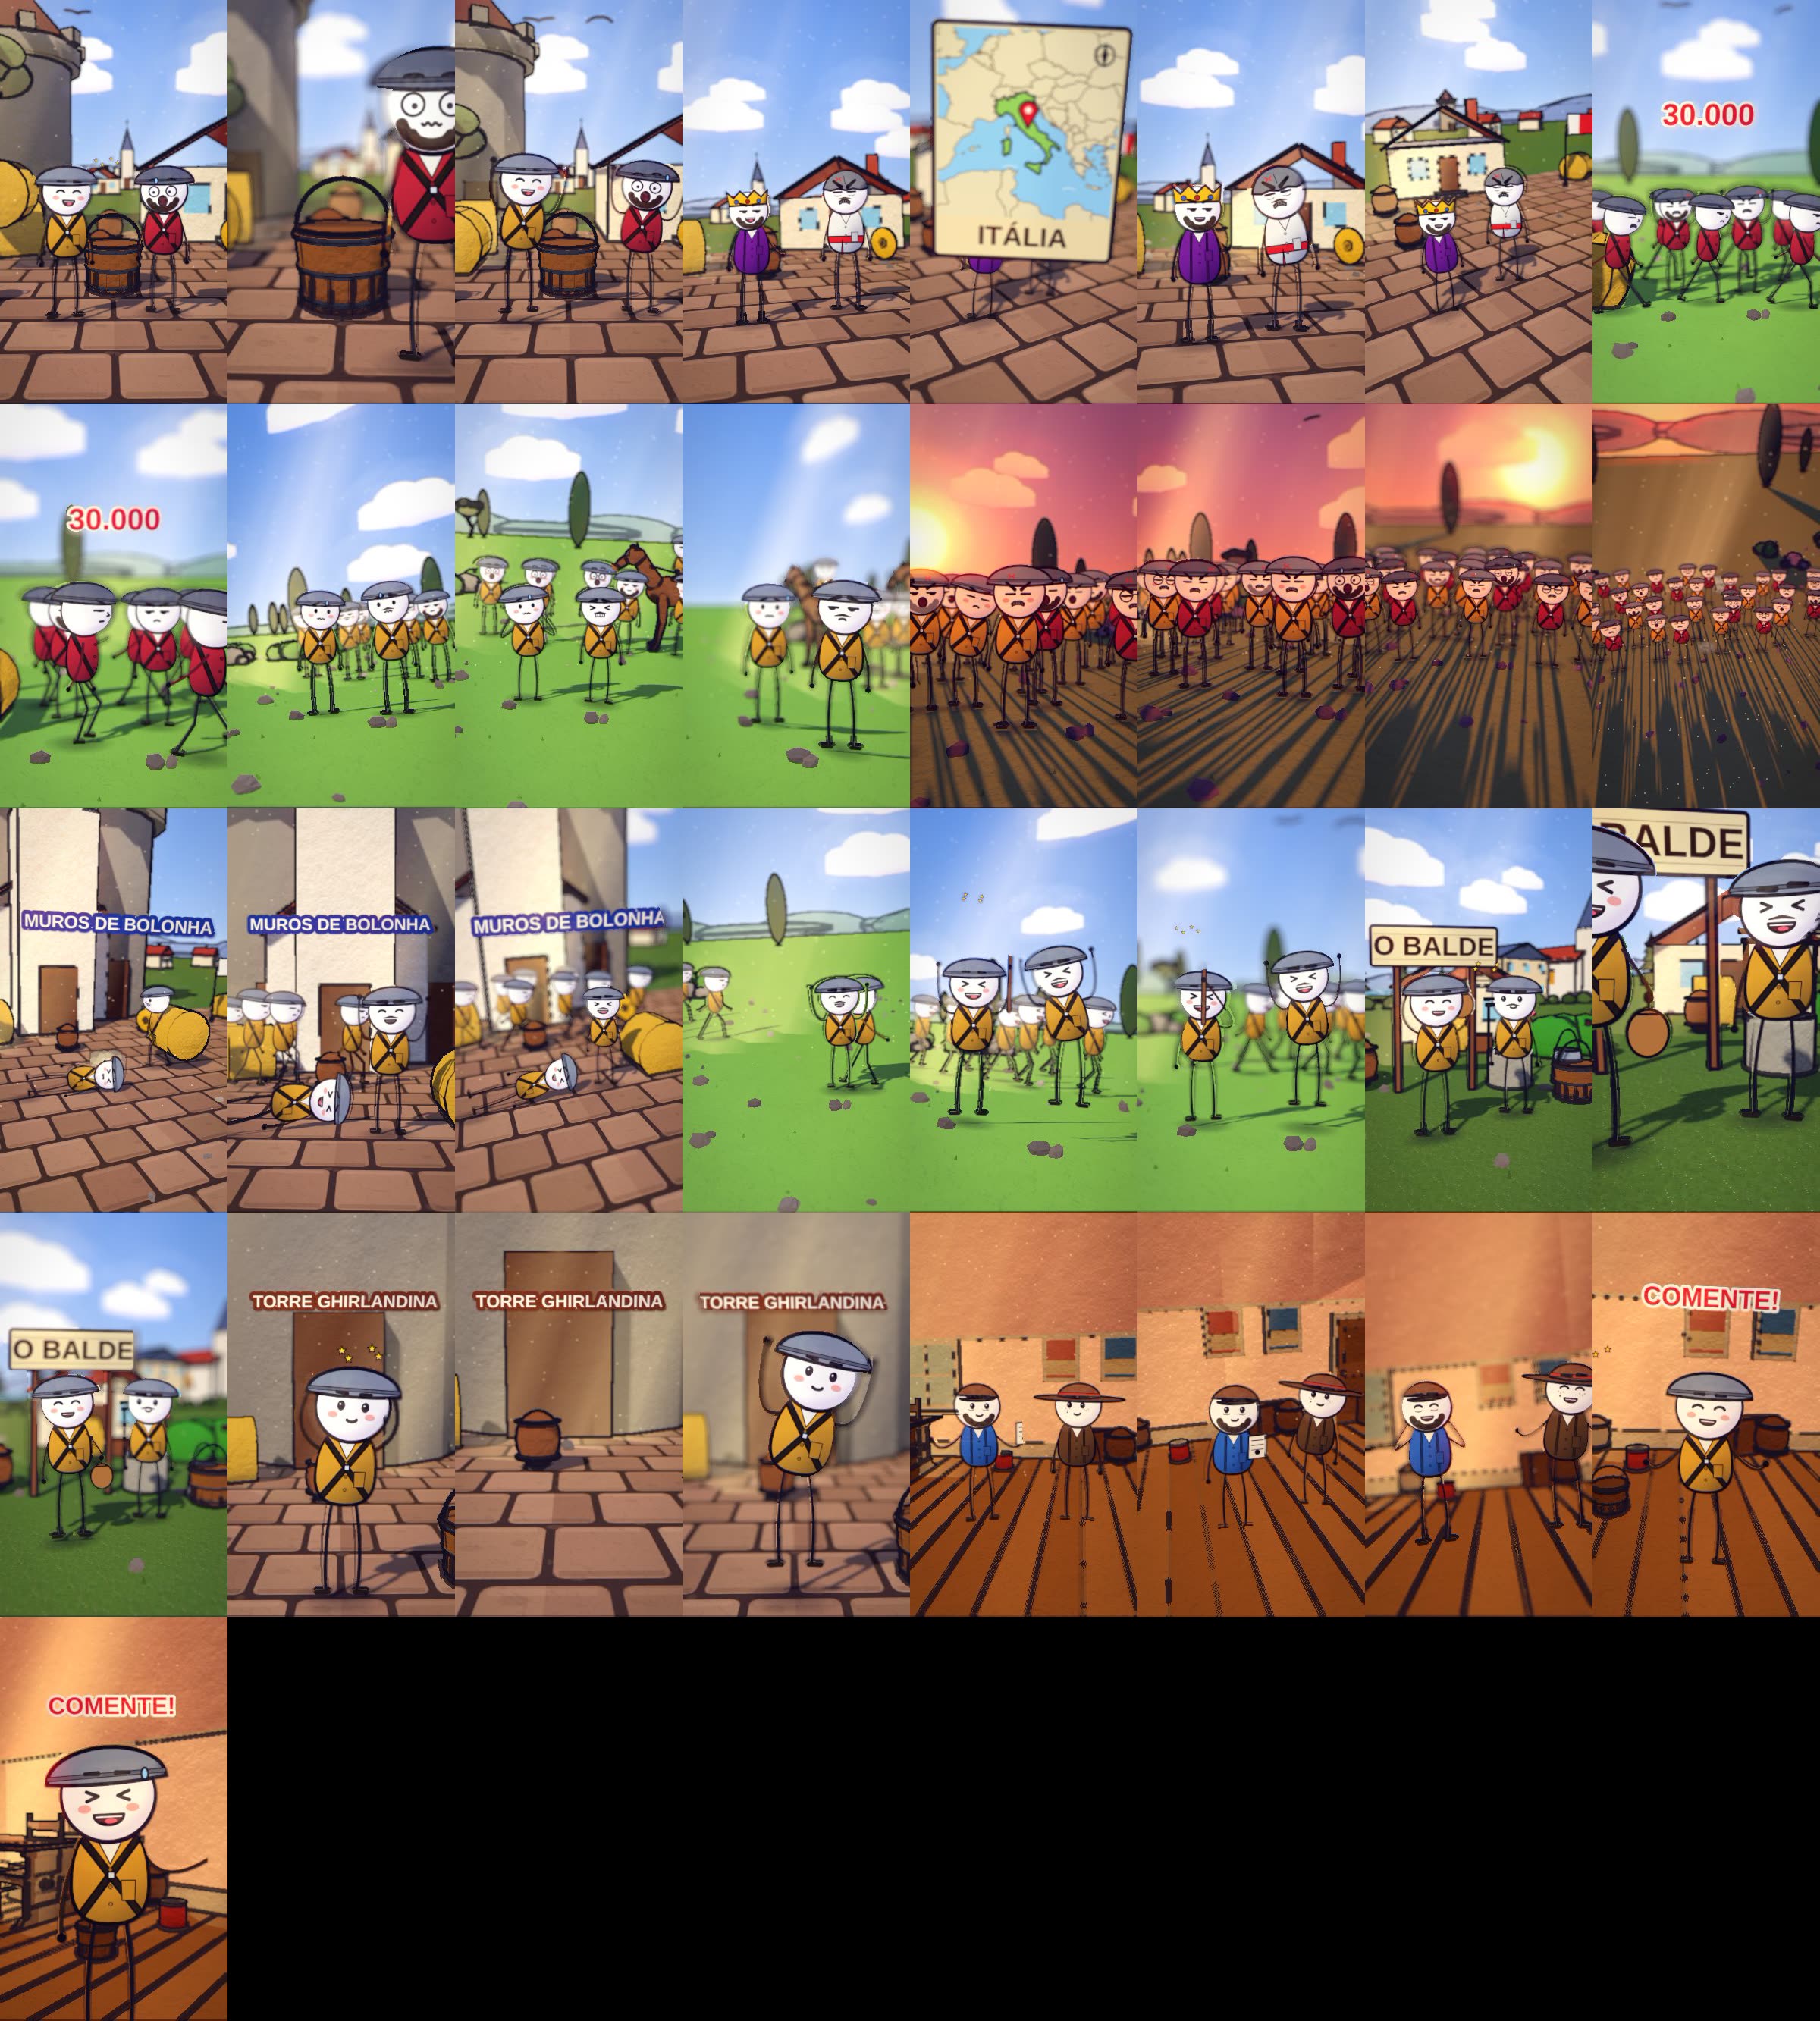 ITÁLIA
30.000
30.000
MUROS DE BOLONHA
MUROS DE BOLONHA
MUROS DE BOLONHA
O BALDE
BALDE
O BALDE
TORRE GHIRLANDINA
TORRE GHIRLANDINA
TORRE GHIRLANDINA
COMENTE!
COMENTE!